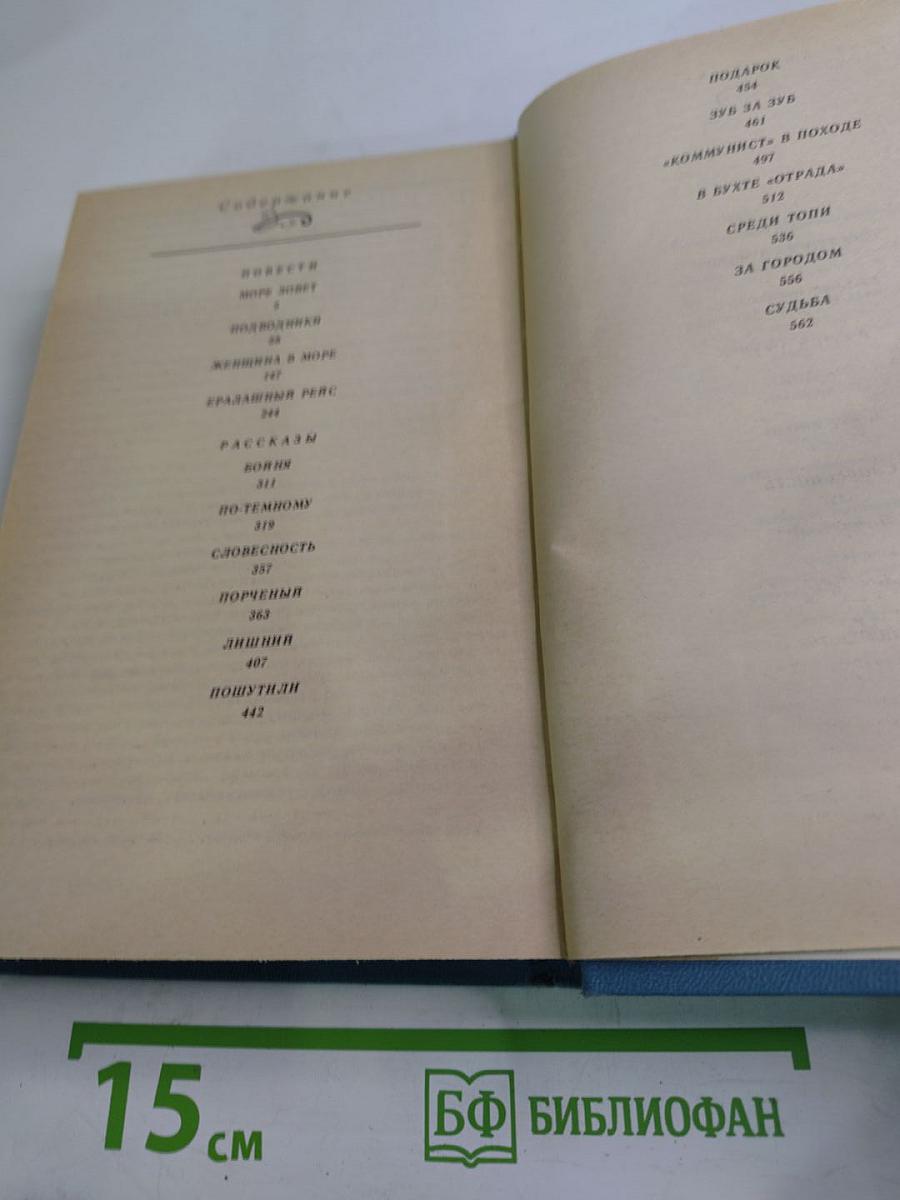 Содержание
ПОВЕСТИ
МОРЕ ЗОВЕТ
5
ПОДВОДНИКИ
58
ЖЕНЩИНА В МОРЕ
147
ЕРАЛАШНЫЙ РЕЙС
244
РАССКАЗЫ
БОЙНЯ
311
ПО-ТЕМНОМУ
319
СЛОВЕСНОСТЬ
357
ПОРЧЕНЫЙ
363
ЛИШНИЙ
407
ПОШУТИЛИ
442
ПОДАРОК
454
ЗУБ ЗА ЗУБ
461
«КОММУНИСТ» В ПОХОДЕ
497
В БУХТЕ «ОТРАДА»
512
СРЕДИ ТОПИ
536
ЗА ГОРОДОМ
556
СУДЬБА
562
15 см
БФ БИБЛИОФАН